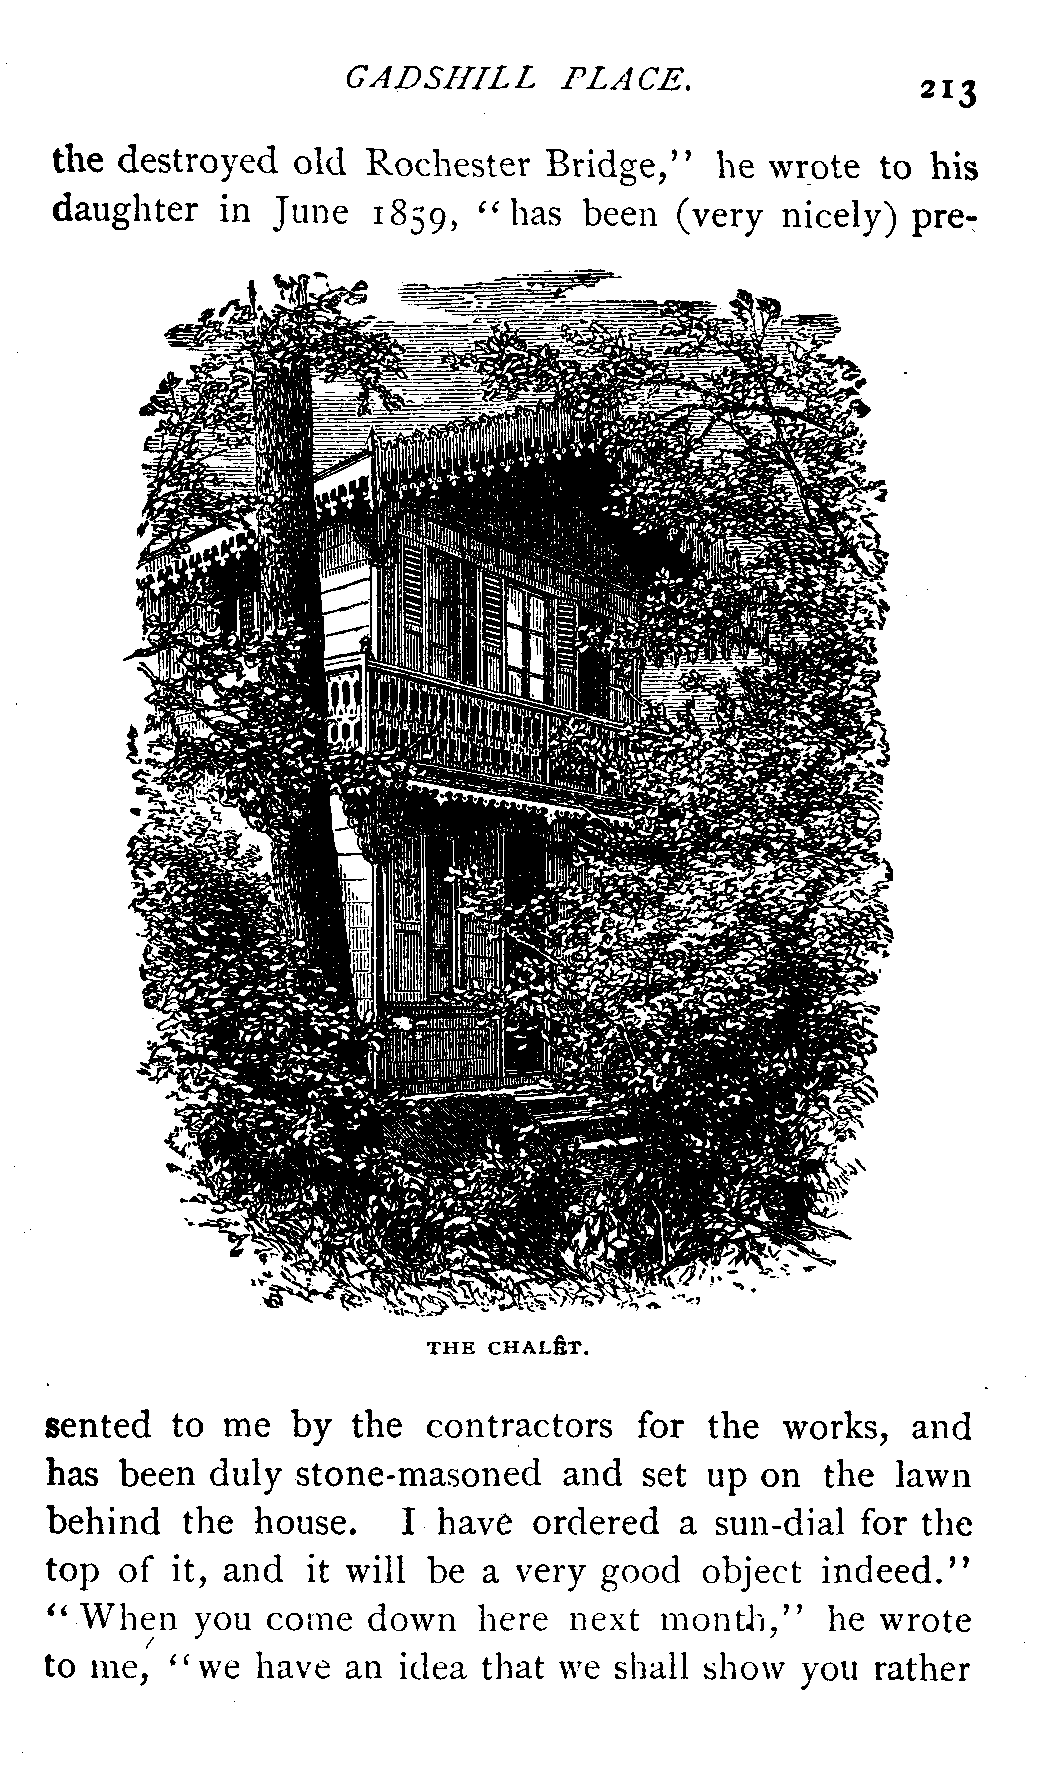 GADSHILL PLACE. 213
the destroyed old Rochester Bridge,” he wrote to his
daughter in June 1859, “has been (very nicely) pre-
THE CHALÊT.
sented to me by the contractors for the works, and
has been duly stone-masoned and set up on the lawn
behind the house. I have ordered a sun-dial for the
top of it, and it will be a very good object indeed.”
“When you come down here next month,” he wrote
to me, “we have an idea that we shall show you rather